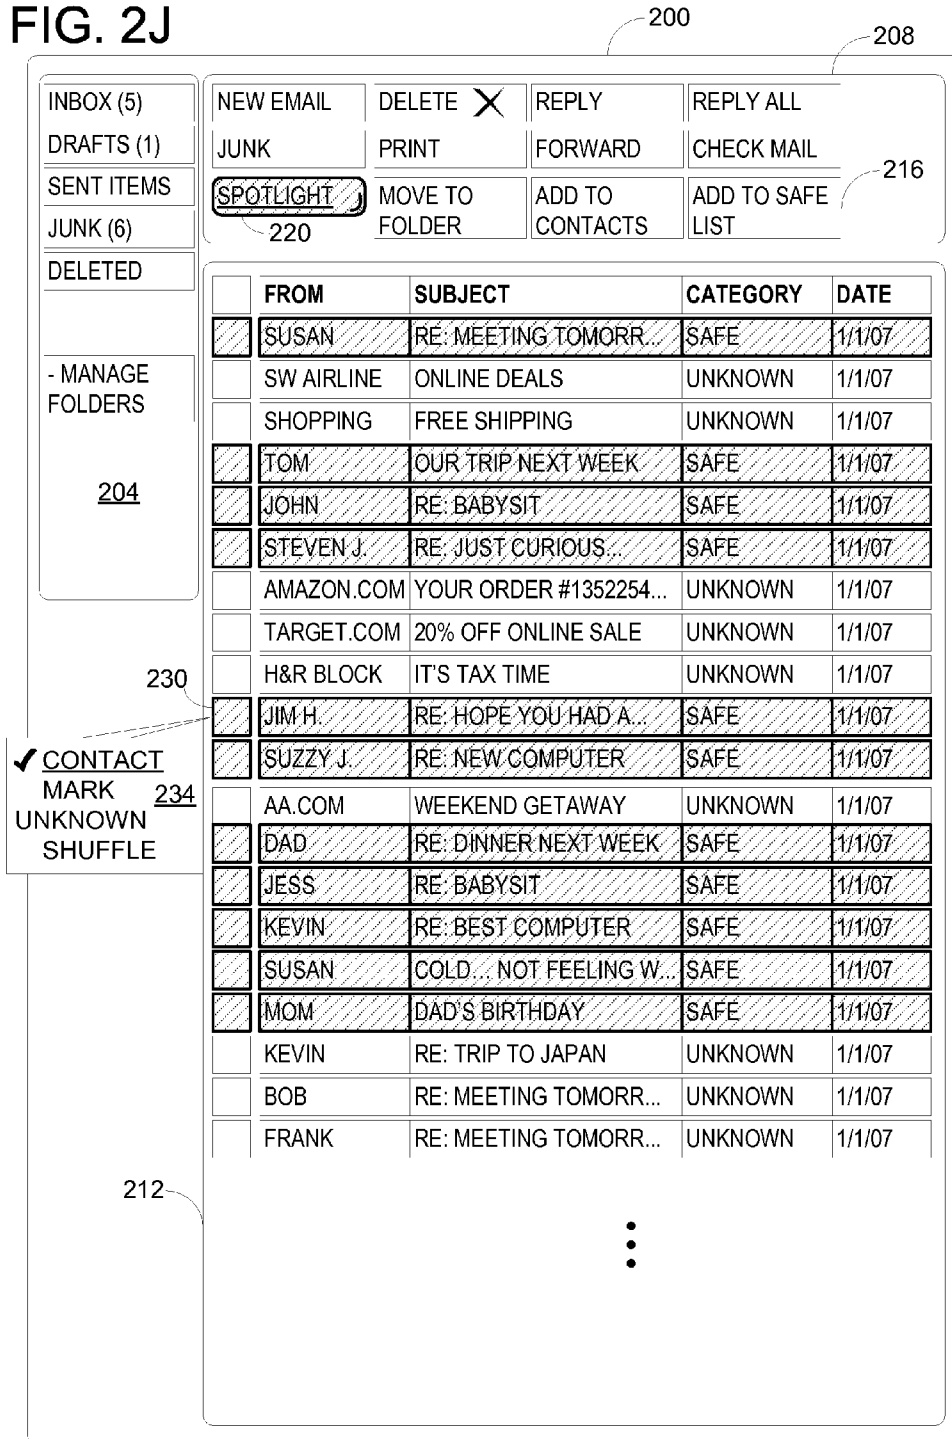 FIG. 2J
200
208
INBOX (5)
DRAFTS (1)
SENT ITEMS
JUNK (6)
DELETED
- MANAGE
FOLDERS
204
NEW EMAIL DELETE REPLY REPLY ALL
JUNK PRINT FORWARD CHECK MAIL
SPOTLIGHT MOVE TO FOLDER ADD TO CONTACTS ADD TO SAFE LIST
216
220
FROM SUBJECT CATEGORY DATE
SUSAN RE: MEETING TOMORR... SAFE 1/1/07
SW AIRLINE ONLINE DEALS UNKNOWN 1/1/07
SHOPPING FREE SHIPPING UNKNOWN 1/1/07
TOM OUR TRIP NEXT WEEK SAFE 1/1/07
JOHN RE: BABYSIT SAFE 1/1/07
STEVEN J. RE: JUST CURIOUS... SAFE 1/1/07
AMAZON.COM YOUR ORDER #1352254... UNKNOWN 1/1/07
TARGET.COM 20% OFF ONLINE SALE UNKNOWN 1/1/07
H&R BLOCK IT'S TAX TIME UNKNOWN 1/1/07
230
JIM H. RE: HOPE YOU HAD A... SAFE 1/1/07
SUZZY J. RE: NEW COMPUTER SAFE 1/1/07
✓ CONTACT
MARK
234
UNKNOWN
SHUFFLE
AA.COM WEEKEND GETAWAY UNKNOWN 1/1/07
DAD RE: DINNER NEXT WEEK SAFE 1/1/07
JESS RE: BABYSIT SAFE 1/1/07
KEVIN RE: BEST COMPUTER SAFE 1/1/07
SUSAN COLD... NOT FEELING W... SAFE 1/1/07
MOM DAD'S BIRTHDAY SAFE 1/1/07
KEVIN RE: TRIP TO JAPAN UNKNOWN 1/1/07
BOB RE: MEETING TOMORR... UNKNOWN 1/1/07
FRANK RE: MEETING TOMORR... UNKNOWN 1/1/07
212